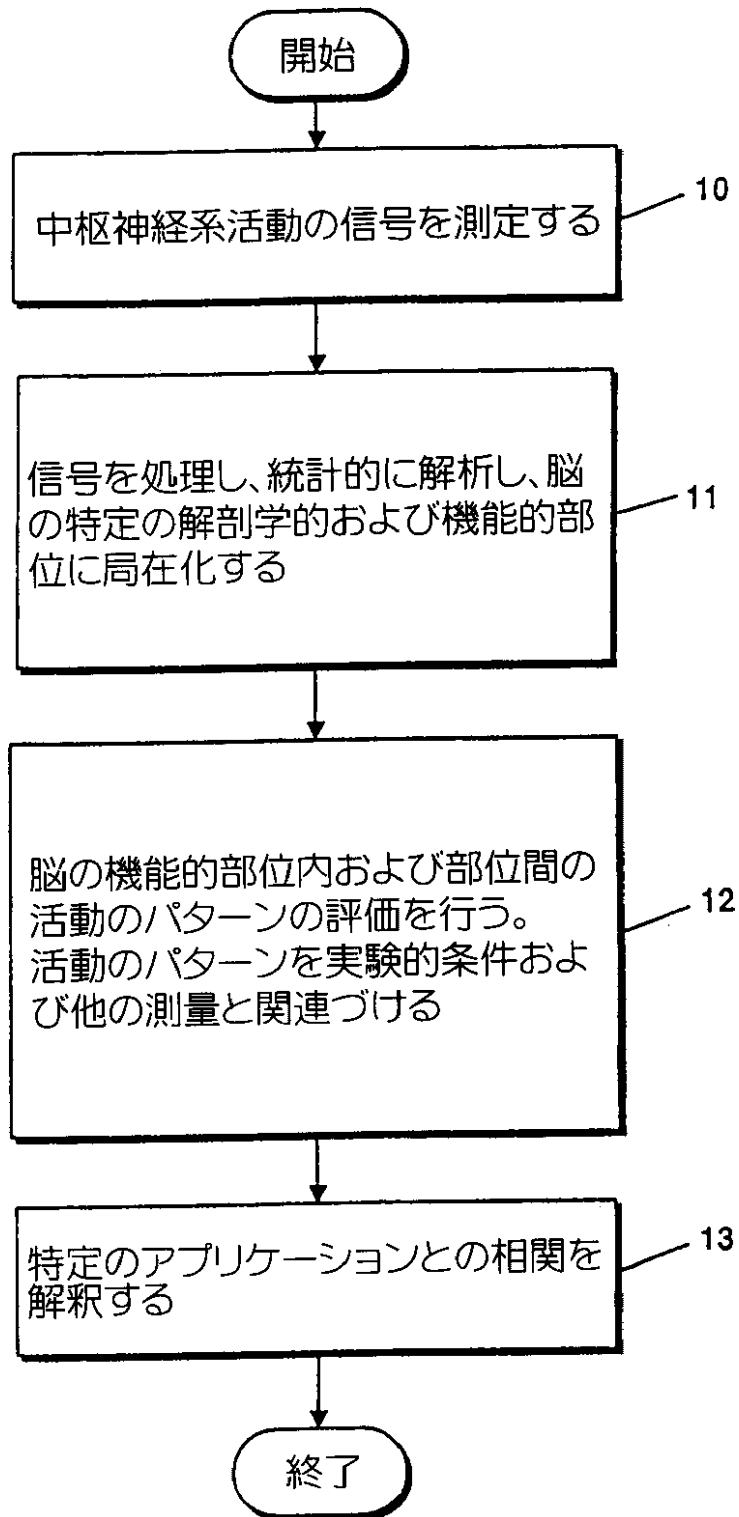 開始
中枢神経系活動の信号を測定する
10
信号を処理し、統計的に解析し、脳
の特定の解剖学的および機能的部
位に局在化する
11
脳の機能的部位内および部位間の
活動のパターンの評価を行う。
活動のパターンを実験的条件およ
び他の測量と関連づける
12
特定のアプリケーションとの相関を
解釈する
13
終了